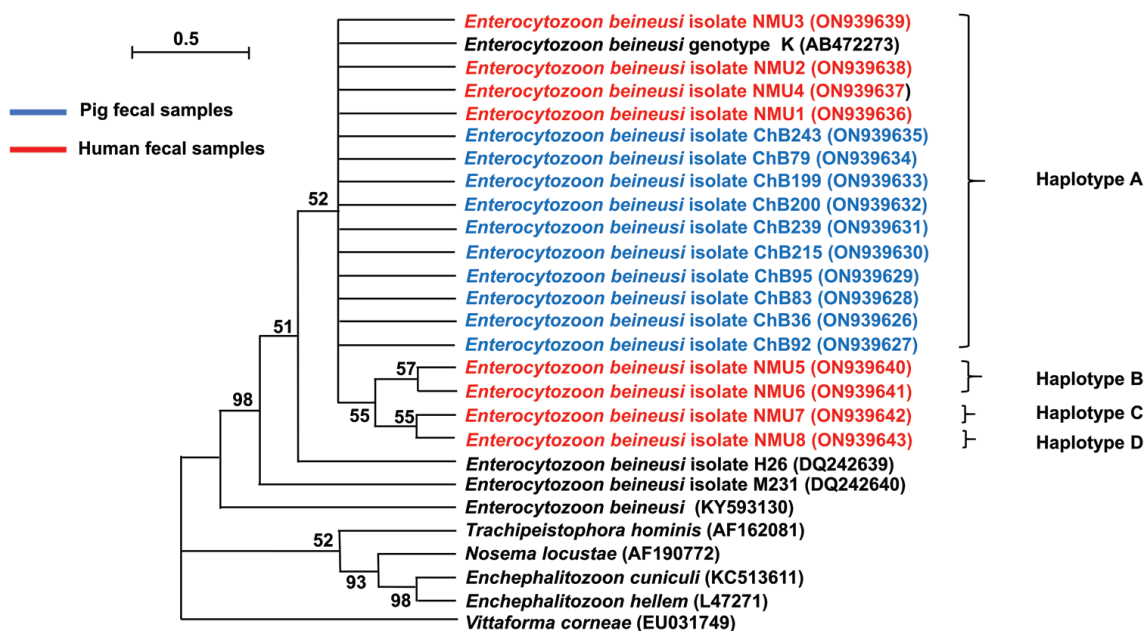 Enterocytozoon beineusi isolate NMU3 (ON939639)
0.5
Enterocytozoon beineusi genotype K (AB472273)
Enterocytozoon beineusi isolate NMU2 (ON939638)
Enterocytozoon beineusi isolate NMU4 (ON939637)
Pig fecal samples
Enterocytozoon beineusi isolate NMU1 (ON939636)
Enterocytozoon beineusi isolate ChB243 (ON939635)
Human fecal samples
Enterocytozoon beineusi isolate ChB79 (ON939634)
Enterocytozoon beineusi isolate ChB199 (ON939633)
Haplotype A
52
Enterocytozoon beineusi isolate ChB200 (ON939632)
Enterocytozoon beineusi isolate ChB239 (ON939631)
Enterocytozoon beineusi isolate ChB215 (ON939630)
Enterocytozoon beineusi isolate ChB95 (ON939629)
Enterocytozoon beineusi isolate ChB83 (ON939628)
Enterocytozoon beineusi isolate ChB36 (ON939626)
51
Enterocytozoon beineusi isolate ChB92 (ON939627)
57
Enterocytozoon beineusi isolate NMU5 (ON939640)
Haplotype B
Enterocytozoon beineusi isolate NMU6 (ON939641)
98
55
55
Enterocytozoon beineusi isolate NMU7 (ON939642)
Haplotype C
Enterocytozoon beineusi isolate NMU8 (ON939643)
Haplotype D
Enterocytozoon beineusi isolate H26 (DQ242639)
Enterocytozoon beineusi isolate M231 (DQ242640)
Enterocytozoon beineusi (KY593130)
Trachipeistophora hominis (AF162081)
52
Nosema locustae (AF190772)
93
Enchephalitozoon cuniculi (KC513611)
98
Enchephalitozoon hellem (L47271)
Vittaforma corneae (EU031749)